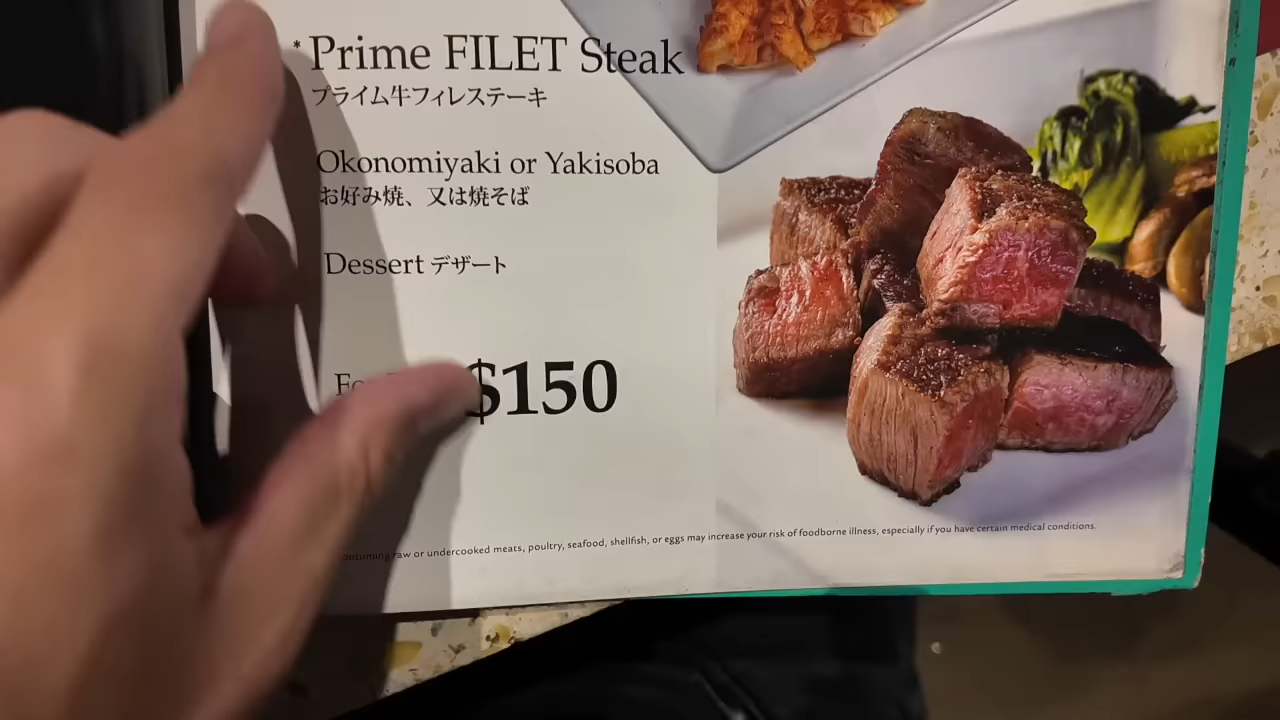 *Prime FILET Steak
プライム牛フィレステーキ
Okonomiyaki or Yakisoba
お好み焼、又は焼そば
Dessert デザート
$150
raw or undercooked meats, poultry, seafood, shellfish, or eggs may increase your risk of foodborne illness, especially if you have certain medical conditions.